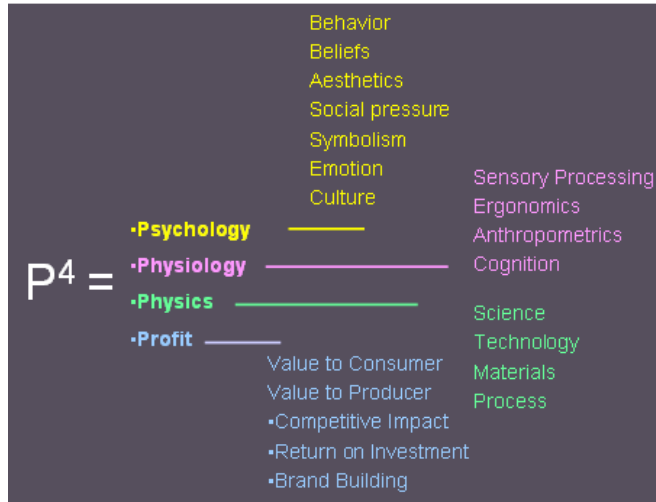 Behavior
Beliefs
Aesthetics
Social pressure
Symbolism
Emotion
Culture
Sensory Processing
Ergonomics
Anthropometrics
Cognition
P⁴ =
▪Psychology
▪Physiology
▪Physics
▪Profit
Science
Technology
Materials
Process
Value to Consumer
Value to Producer
▪Competitive Impact
▪Return on Investment
▪Brand Building